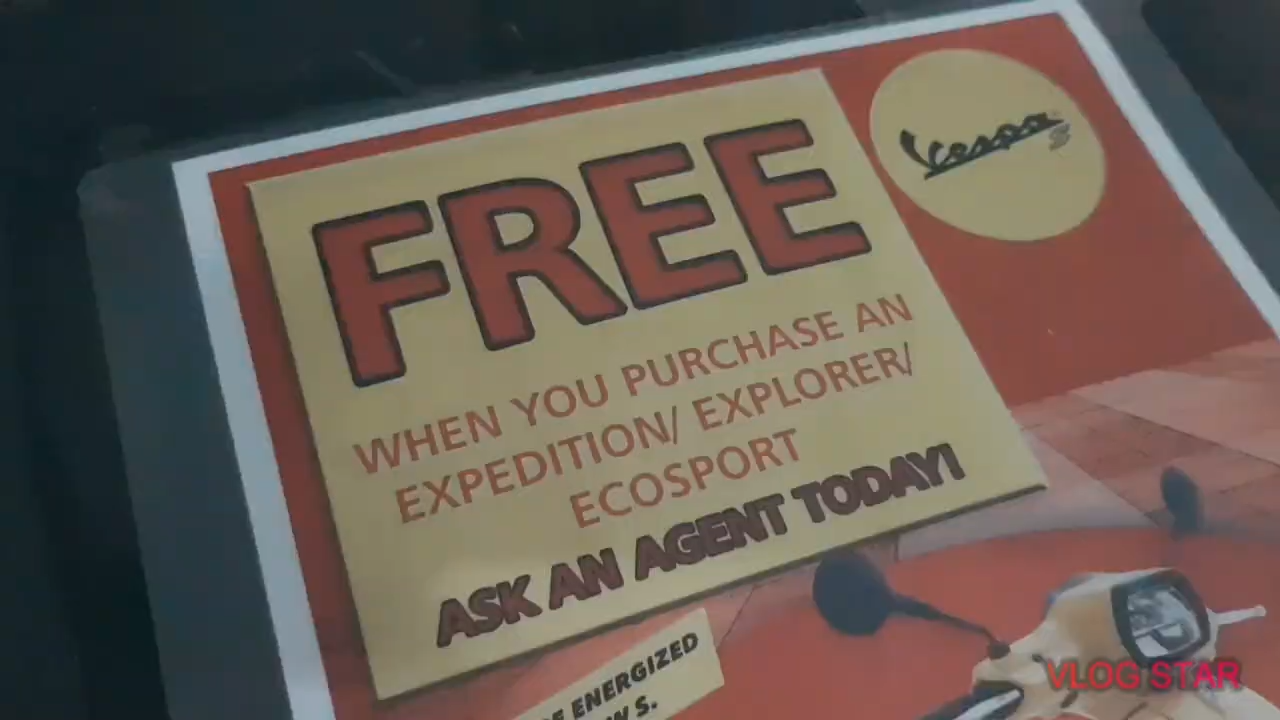 FREE
Vespa S
WHEN YOU PURCHASE AN
EXPEDITION/ EXPLORER/
ECOSPORT
ASK AN AGENT TODAY!
ENERGIZED
S.
VLOG STAR